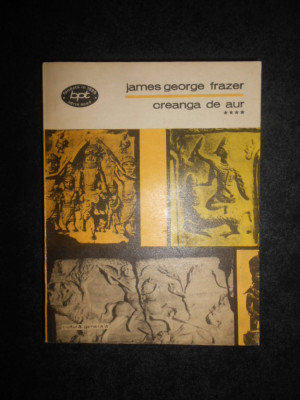 bpt
james george frazer
creanga de aur
****